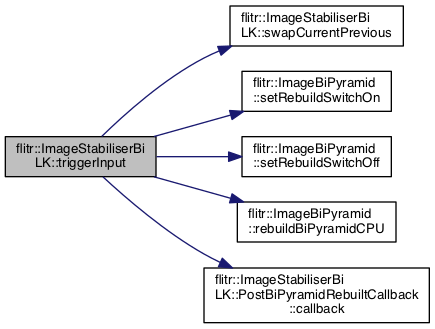 flitr::ImageStabiliserBi
LK::swapCurrentPrevious
flitr::ImageBiPyramid
::setRebuildSwitchOn
flitr::ImageStabiliserBi
LK::triggerInput
flitr::ImageBiPyramid
::setRebuildSwitchOff
flitr::ImageBiPyramid
::rebuildBiPyramidCPU
flitr::ImageStabiliserBi
LK::PostBiPyramidRebuiltCallback
::callback